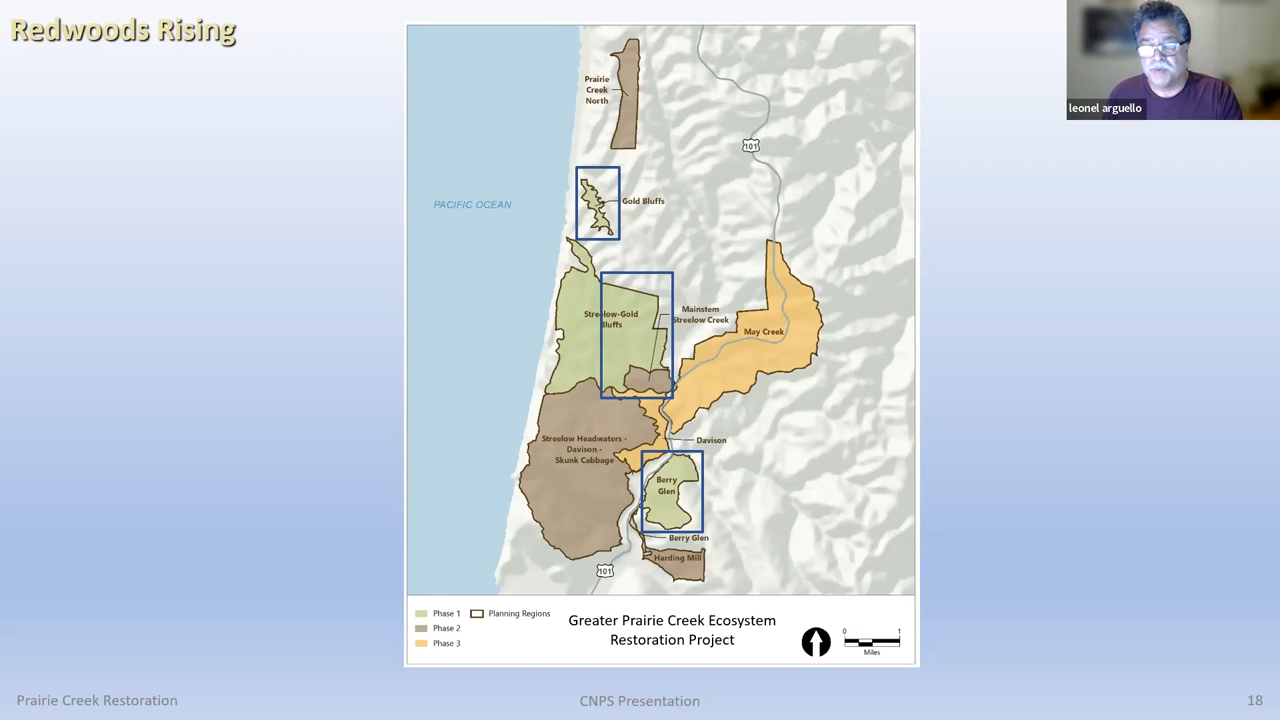 Redwoods Rising
leonel arguello
Prairie
Creek
North
101
PACIFIC OCEAN
Gold Bluffs
Streelow-Gold
Bluffs
Mainstem
Streelow Creek
May Creek
Streelow Headwaters -
Davison -
Skunk Cabbage
Davison
Berry
Glen
Berry Glen
Harding Mill
101
Phase 1
Planning Regions
Phase 2
Phase 3
Greater Prairie Creek Ecosystem
Restoration Project
0 1
Miles
Prairie Creek Restoration
CNPS Presentation
18